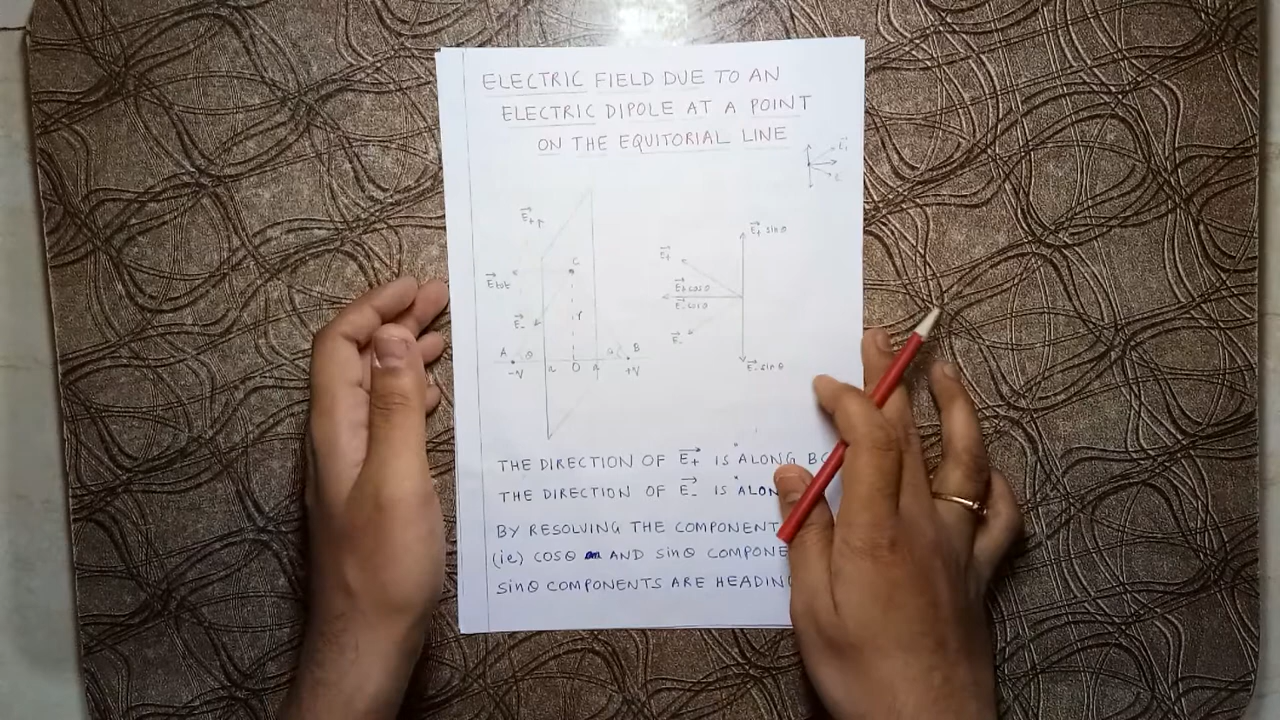 ELECTRIC FIELD DUE TO AN
ELECTRIC DIPOLE AT A POINT
ON THE EQUITORIAL LINE
E+
E+ sinθ
E+
C
Etot
E+ cosθ
E- cosθ
E-
r
E-
A θ B
O
E- sinθ
THE DIRECTION OF E+ IS ALONG BC
THE DIRECTION OF E- IS ALON
BY RESOLVING THE COMPONENT
(ie) COSθ AND sinθ COMPONE
sinθ COMPONENTS ARE HEADIN